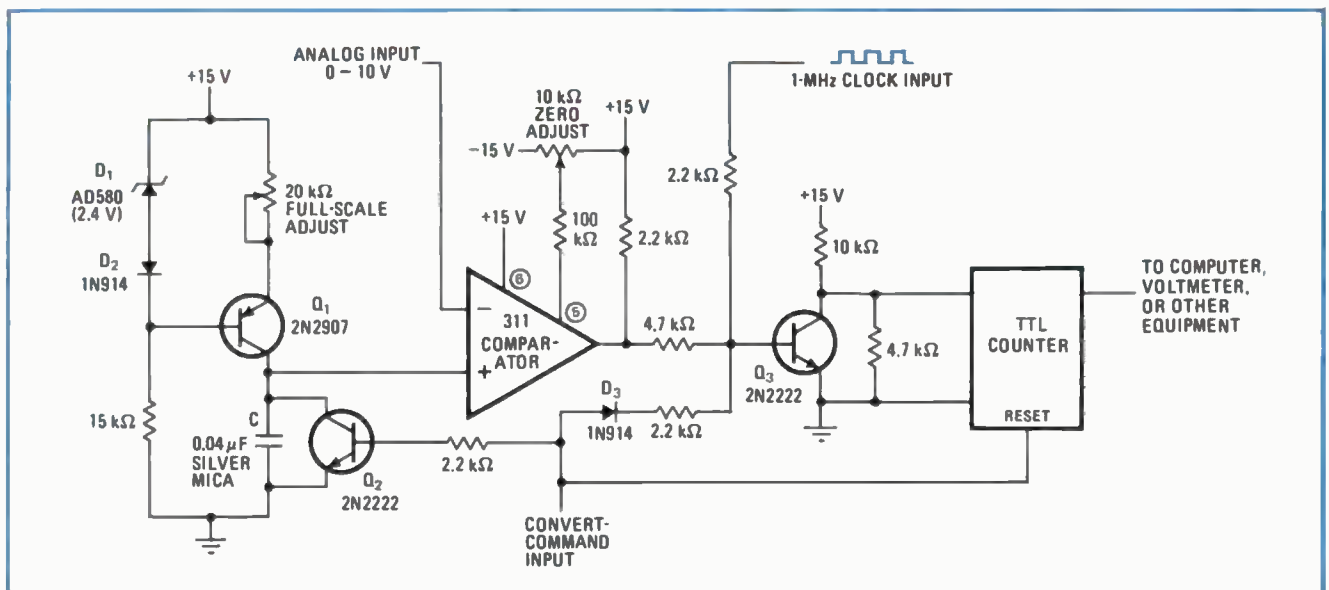 +15 V
D1
AD580
(2.4 V)
D2
1N914
20 kΩ
FULL-SCALE
ADJUST
Q1
2N2907
15 kΩ
C
0.04 µF
SILVER
MICA
Q2
2N2222
2.2 kΩ
ANALOG INPUT
0 – 10 V
10 kΩ
ZERO
ADJUST
+15 V
−15 V
+15 V
6
100
kΩ
5
2.2 kΩ
−
311
COMPAR-
ATOR
+
4.7 kΩ
D3
1N914
2.2 kΩ
CONVERT-
COMMAND
INPUT
1-MHz CLOCK INPUT
2.2 kΩ
+15 V
10 kΩ
Q3
2N2222
4.7 kΩ
TTL
COUNTER
RESET
TO COMPUTER,
VOLTMETER,
OR OTHER
EQUIPMENT